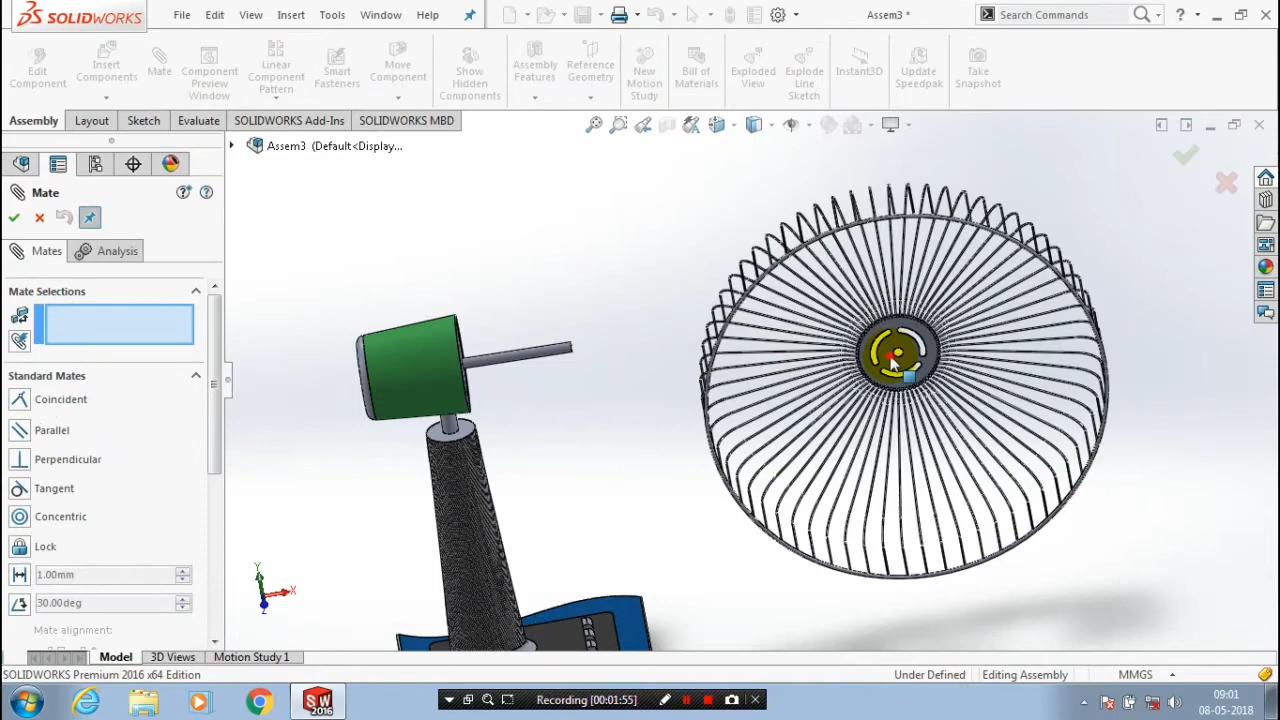 SOLIDWORKS File Edit View Insert Tools Window Help Assem3 * Search Commands
Edit Component
Insert Components
Mate
Component Preview Window
Linear Component Pattern
Smart Fasteners
Move Component
Show Hidden Components
Assembly Features
Reference Geometry
New Motion Study
Bill of Materials
Exploded View
Explode Line Sketch
Instant3D
Update Speedpak
Take Snapshot
Assembly Layout Sketch Evaluate SOLIDWORKS Add-Ins SOLIDWORKS MBD
Assem3 (Default<Display...
Mate
Mates Analysis
Mate Selections
Standard Mates
Coincident
Parallel
Perpendicular
Tangent
Concentric
Lock
1.00mm
30.00deg
Mate alignment:
Y
X
Z
Model 3D Views Motion Study 1
SOLIDWORKS Premium 2016 x64 Edition Under Defined Editing Assembly MMGS
SW 2016
Recording [00:01:55]
09:01
08-05-2018